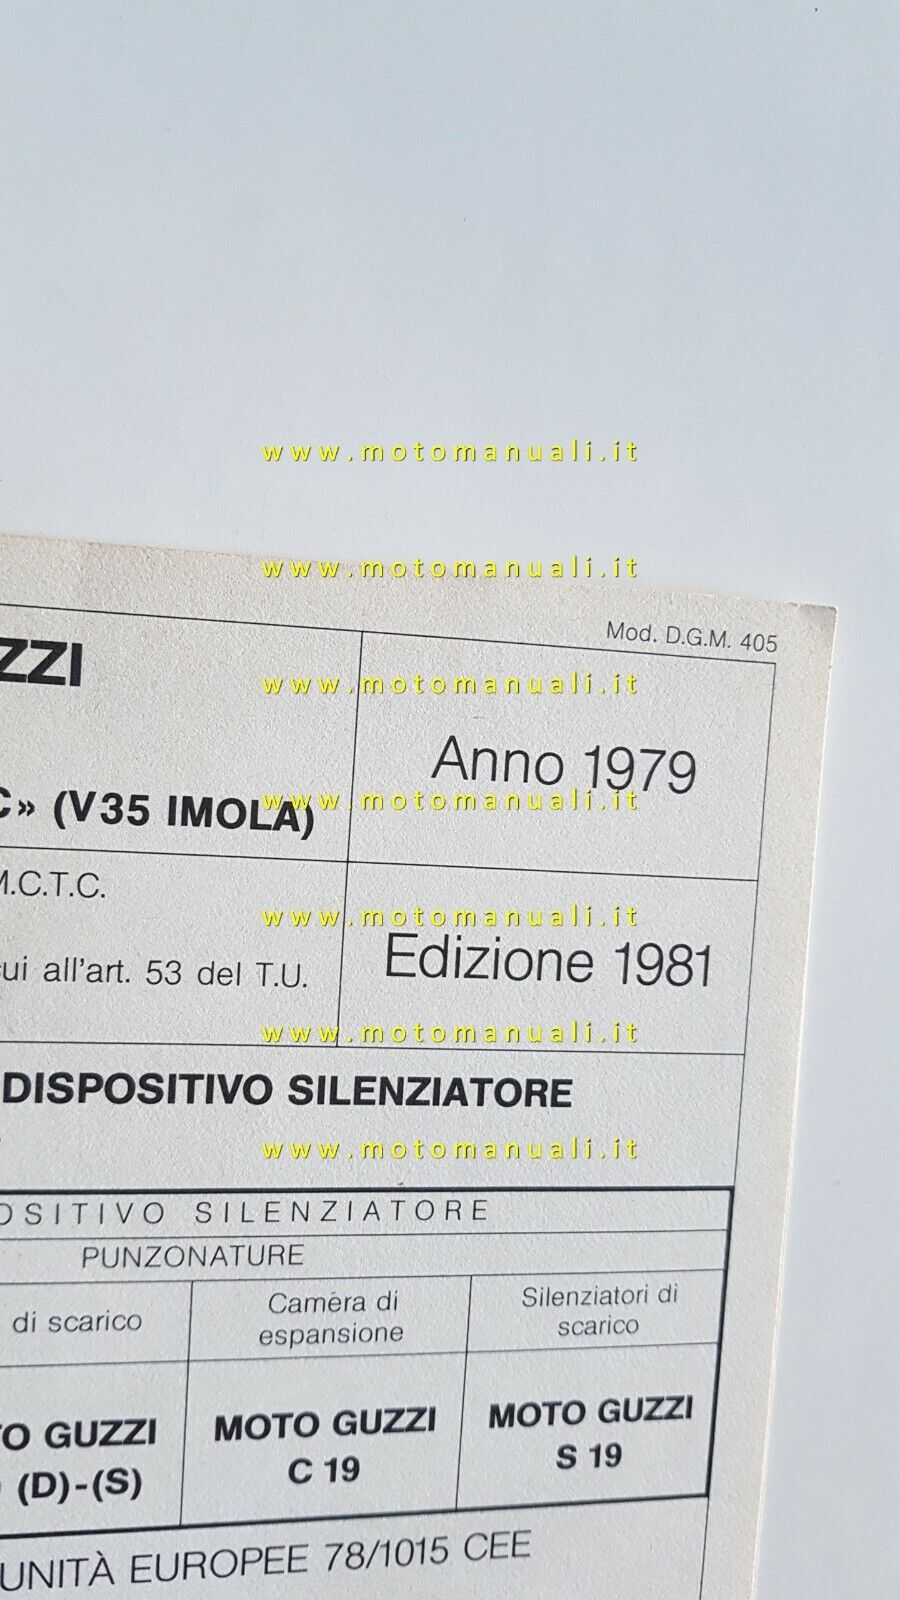 www.motomanuali.it
www.motomanuali.it
Mod. D.G.M. 405
ZZI
www.motomanuali.it
Anno 1979
C» (V35 IMOLA)
www.motomanuali.it
M.C.T.C.
www.motomanuali.it
Edizione 1981
cui all'art. 53 del T.U.
www.motomanuali.it
DISPOSITIVO SILENZIATORE
www.motomanuali.it
OSITIVO SILENZIATORE
PUNZONATURE
di scarico
Camera di
espansione
Silenziatori di
scarico
TO GUZZI
(D)-(S)
MOTO GUZZI
C 19
MOTO GUZZI
S 19
UNITÀ EUROPEE 78/1015 CEE